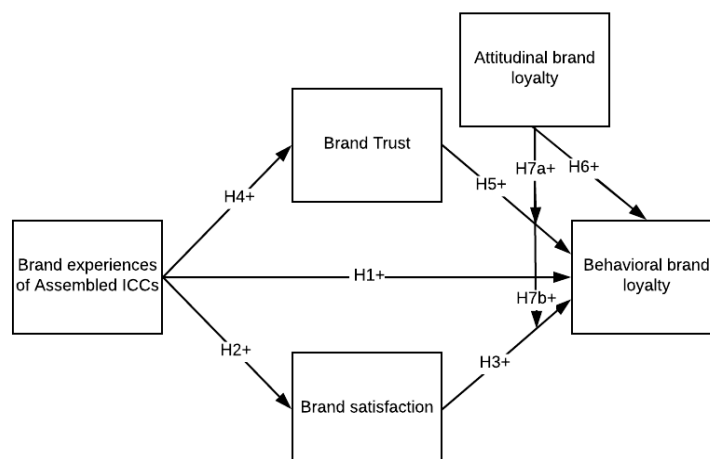 Attitudinal brand
loyalty
Brand Trust
H7a+
H6+
H5+
H4+
Brand experiences
of Assembled ICCs
H1+
Behavioral brand
loyalty
H7b+
H2+
H3+
Brand satisfaction